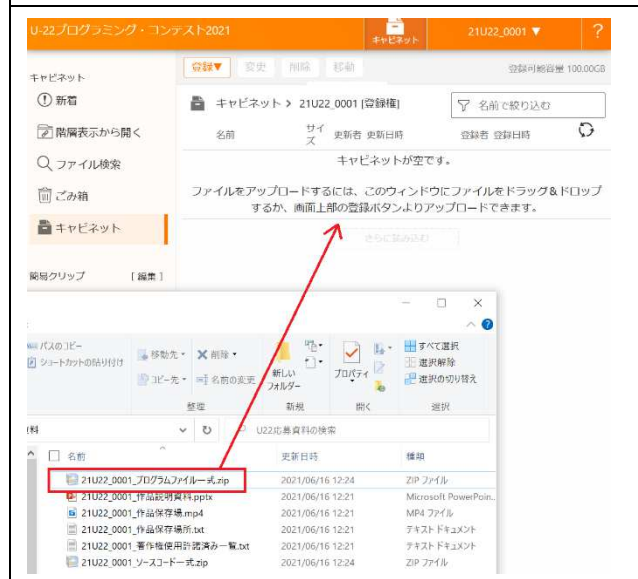 U-22プログラミング・コンテスト2021
キャビネット
21U22_0001 ▼
?
キャビネット
登録▼ 変更 削除 移動
登録可能容量 100.00GB
新着
キャビネット > 21U22_0001 [登録権]
名前で絞り込む
階層表示から開く
名前 サイズ 更新者 更新日時 登録者 登録日時
ファイル検索
キャビネットが空です。
ごみ箱
ファイルをアップロードするには、このウィンドウにファイルをドラッグ&ドロップ
するか、画面上部の登録ボタンよりアップロードできます。
キャビネット
さらに読み込む
簡易クリップ [編集]
パスのコピー
ショートカットの貼り付け
移動先
コピー先
削除
名前の変更
新しい
フォルダー
プロパティ
すべて選択
選択解除
選択の切り替え
整理 新規 開く 選択
U22応募資料の検索
名前 更新日時 種類
21U22_0001_プログラムファイル一式.zip 2021/06/16 12:24 ZIP ファイル
21U22_0001_作品説明資料.pptx 2021/06/16 12:21 Microsoft PowerPoin...
21U22_0001_作品保存場.mp4 2021/06/16 12:21 MP4 ファイル
21U22_0001_作品保存場所.txt 2021/06/16 12:21 テキスト ドキュメント
21U22_0001_著作権使用許諾済み一覧.txt 2021/06/16 12:21 テキスト ドキュメント
21U22_0001_ソースコード一式.zip 2021/06/16 12:24 ZIP ファイル